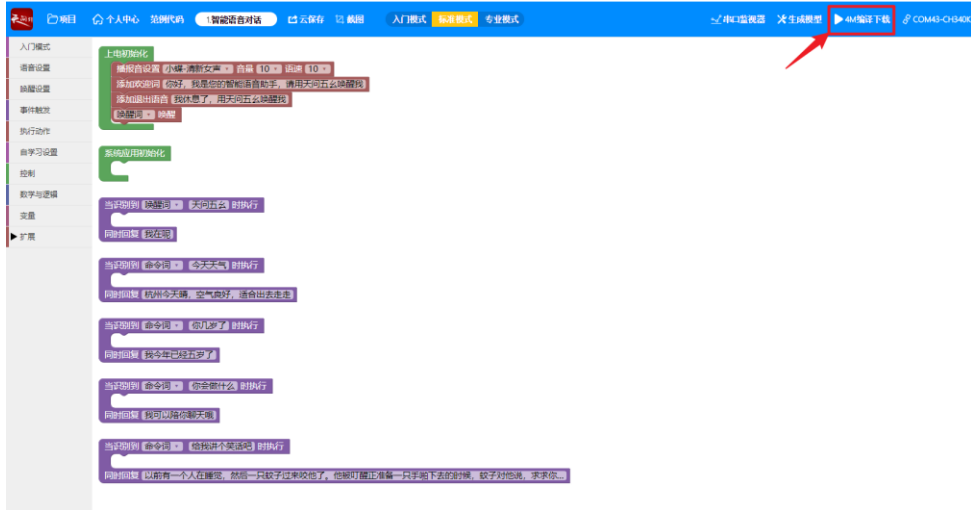 天问 项目 个人中心 范例代码 1智能语音对话 云保存 截图 入门模式 标准模式 专业模式 串口监视器 生成模型 4M编译下载 COM43-CH340K
入门模式
语音设置
唤醒设置
事件触发
执行动作
自学习设置
控制
数学与逻辑
变量
扩展
上电初始化
播报音设置 小蝶-清新女声 音量 10 语速 10
添加欢迎词 你好，我是您的智能语音助手，请用天问五幺唤醒我
添加退出语音 我休息了，用天问五幺唤醒我
唤醒词 唤醒
系统应用初始化
当识别到 唤醒词 天问五幺 时执行
同时回复 我在呢
当识别到 命令词 今天天气 时执行
同时回复 杭州今天晴，空气良好，适合出去走走
当识别到 命令词 你几岁了 时执行
同时回复 我今年已经五岁了
当识别到 命令词 你会做什么 时执行
同时回复 我可以陪你聊天哦
当识别到 命令词 给我讲个笑话吧 时执行
同时回复 以前有一个人在睡觉，然后一只蚊子过来咬他了，他被叮醒正准备一只手拍下去的时候，蚊子对他说，求求你...